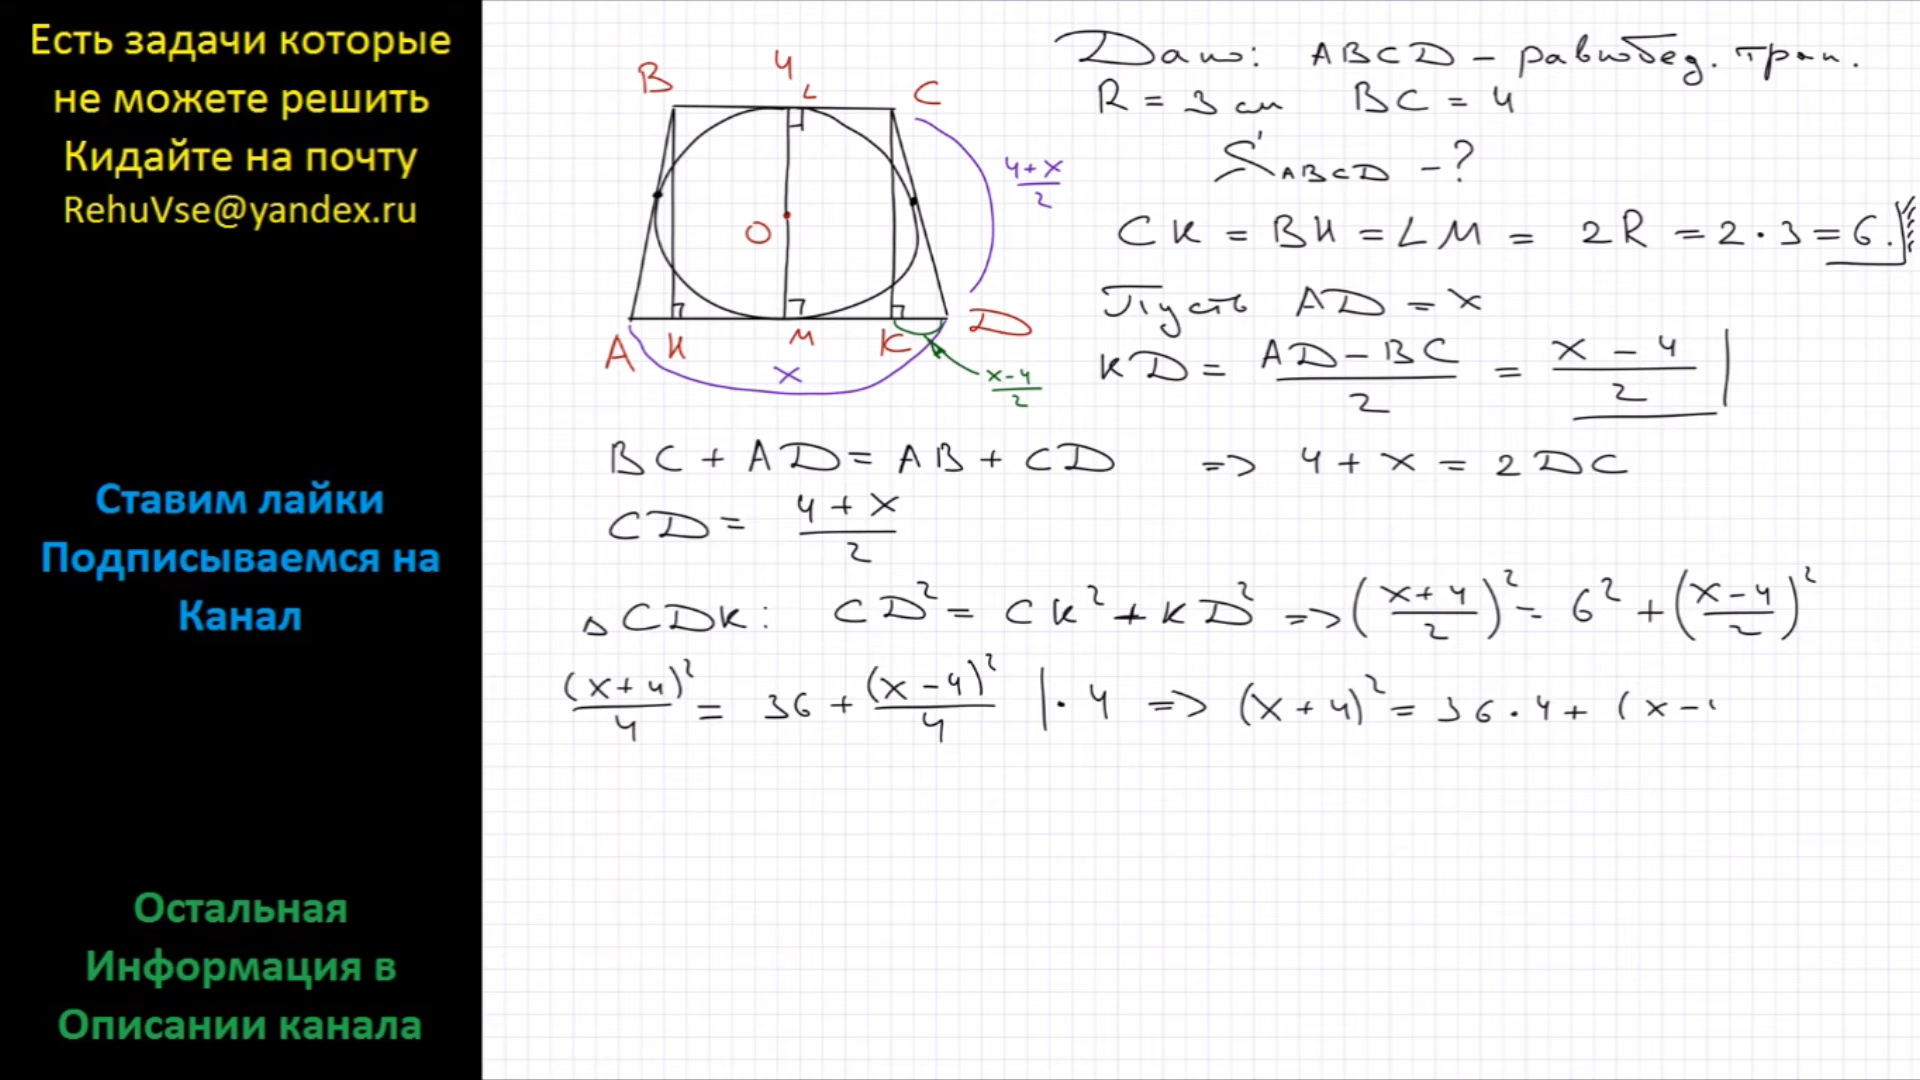 Есть задачи которые
не можете решить
Кидайте на почту
RehuVse@yandex.ru
Ставим лайки
Подписываемся на
Канал
Остальная
Информация в
Описании канала
B 4 L C
O
A H M K D
x
(4+x)/2
(x-4)/2
Дано: ABCD - равнобед. трап.
R = 3 см BC = 4
S ABCD - ?
CK = BH = LM = 2R = 2·3 = 6.
Пусть AD = x
KD = (AD - BC)/2 = (x - 4)/2
BC + AD = AB + CD => 4 + x = 2DC
CD = (4 + x)/2
△CDK: CD² = CK² + KD² => ((x+4)/2)² = 6² + ((x-4)/2)²
(x+4)²/4 = 36 + (x-4)²/4 | · 4 => (x+4)² = 36·4 + (x-